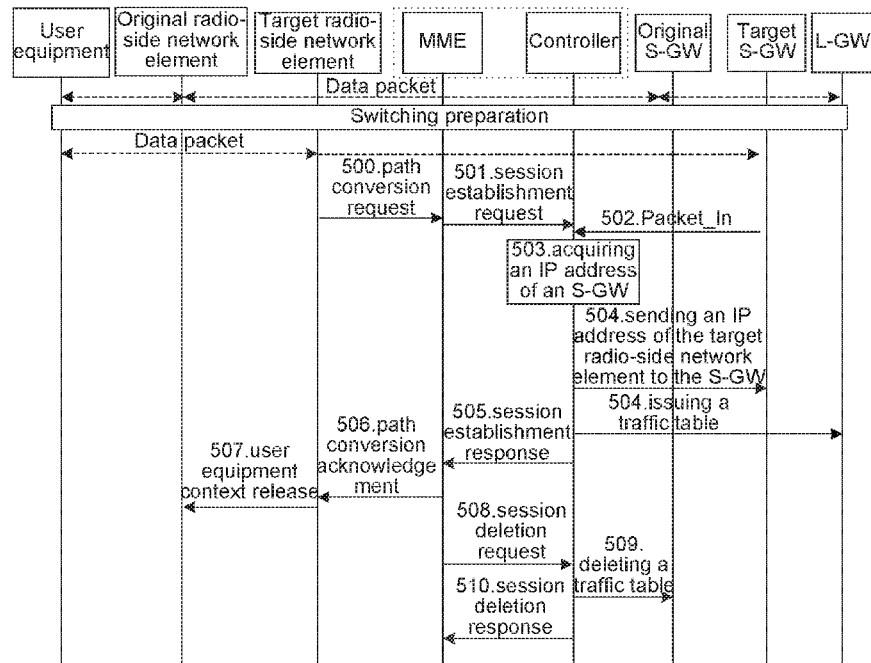 User
equipment
Original radio-
side network
element
Target radio-
side network
element
MME
Controller
Original
S-GW
Target
S-GW
L-GW
Data packet
Switching preparation
Data packet
500.path
conversion
request
501.session
establishment
request
502.Packet_In
503.acquiring
an IP address
of an S-GW
504.sending an IP
address of the target
radio-side network
element to the S-GW
504.issuing a
traffic table
505.session
establishment
response
506.path
conversion
acknowledge
ment
507.user
equipment
context release
508.session
deletion
request
509.
deleting a
traffic table
510.session
deletion
response